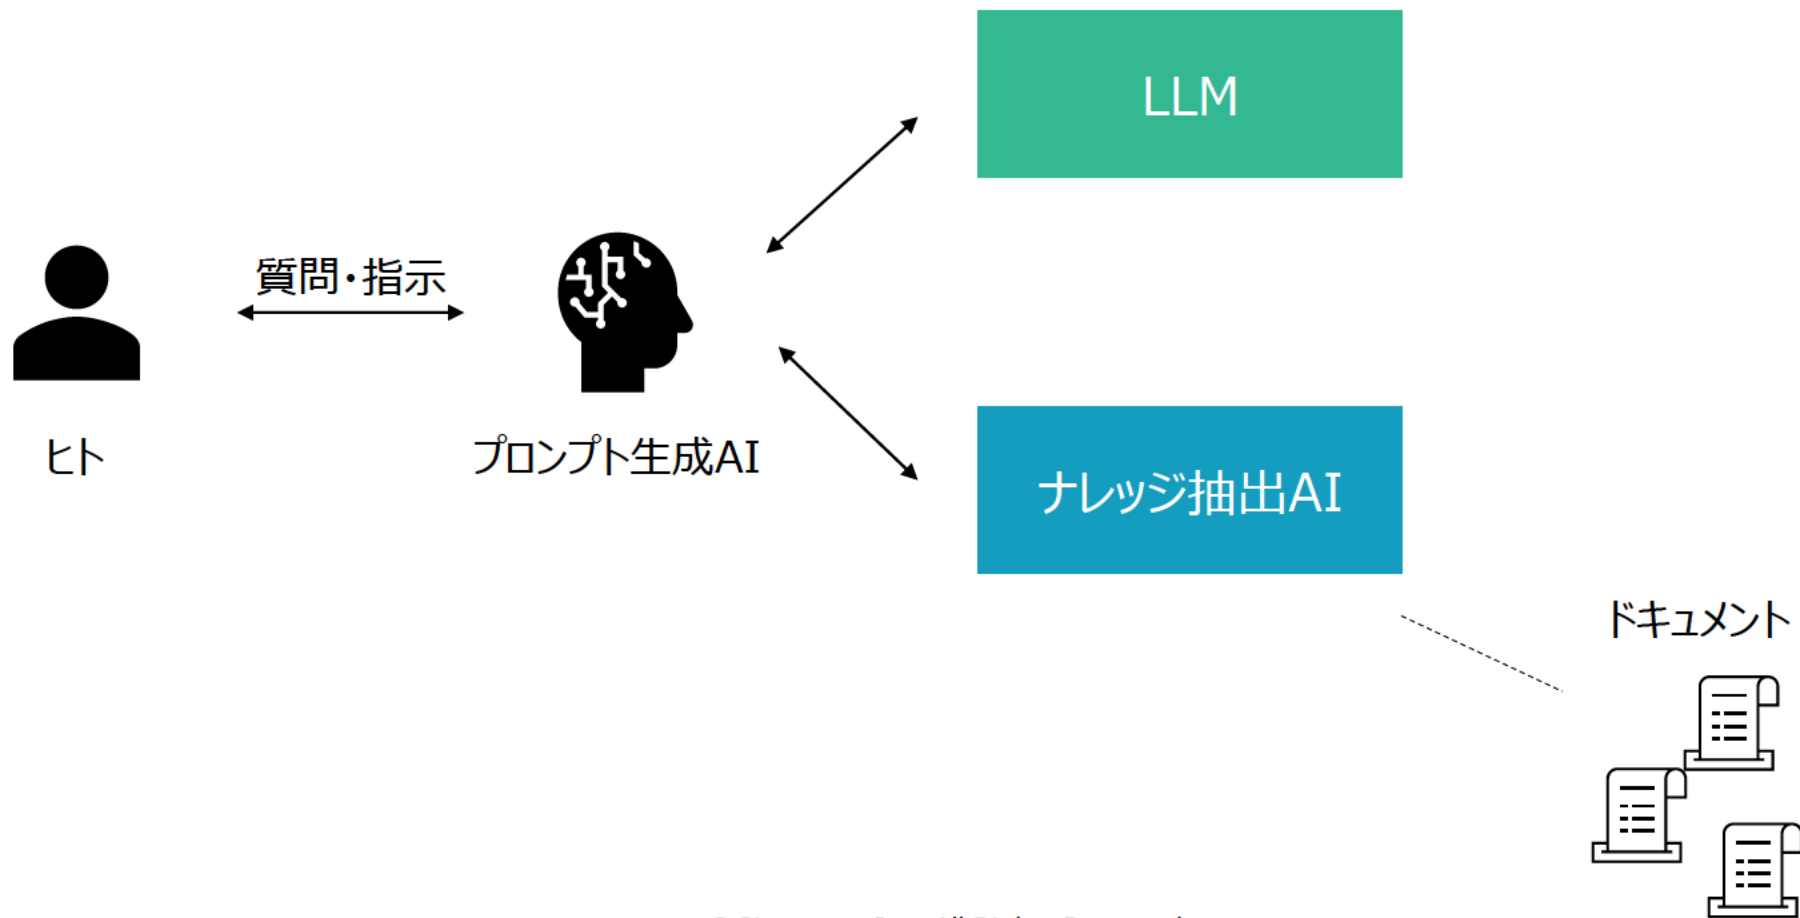 LLM
質問・指示
ヒト
プロンプト生成AI
ナレッジ抽出AI
ドキュメント